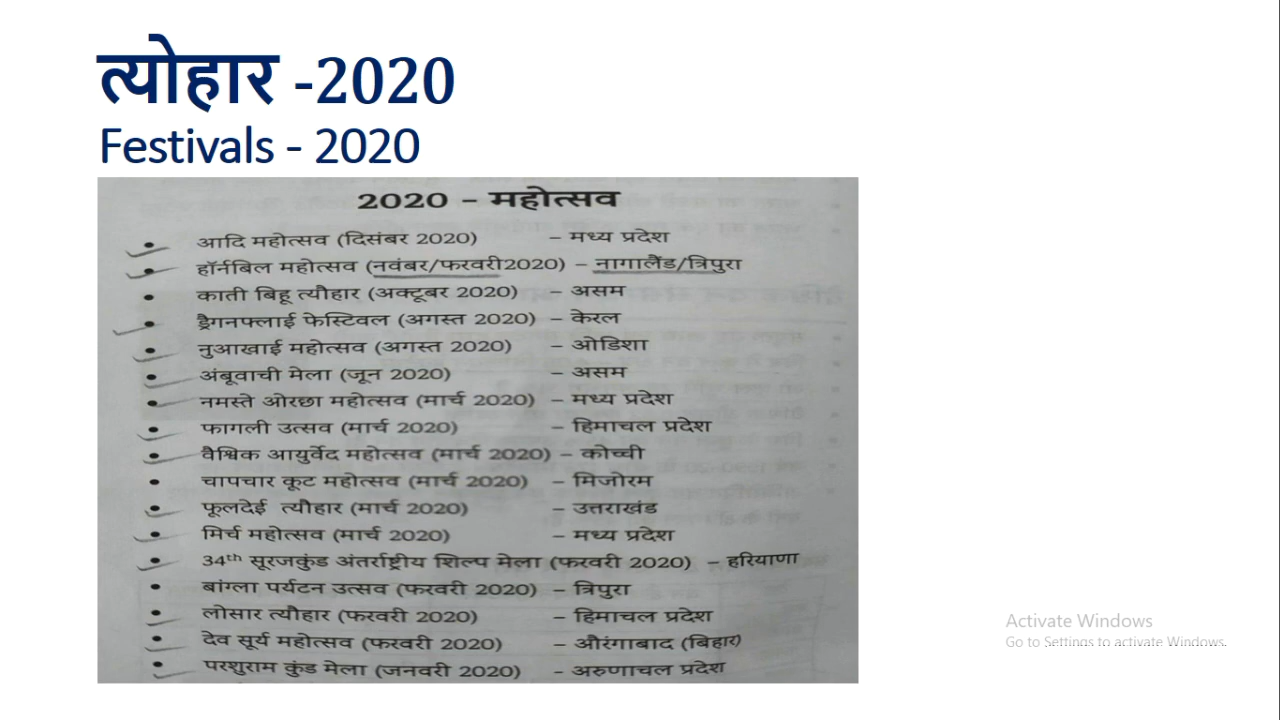 त्योहार -2020
Festivals - 2020
2020 - महोत्सव
• आदि महोत्सव (दिसंबर 2020) - मध्य प्रदेश
• हॉर्नबिल महोत्सव (नवंबर/फरवरी2020) - नागालैंड/त्रिपुरा
• काती बिहू त्यौहार (अक्टूबर 2020) - असम
• ड्रैगनफ्लाई फेस्टिवल (अगस्त 2020) - केरल
• नुआखाई महोत्सव (अगस्त 2020) - ओडिशा
• अंबूवाची मेला (जून 2020) - असम
• नमस्ते ओरछा महोत्सव (मार्च 2020) - मध्य प्रदेश
• फागली उत्सव (मार्च 2020) - हिमाचल प्रदेश
• वैश्विक आयुर्वेद महोत्सव (मार्च 2020) - कोच्ची
• चापचार कूट महोत्सव (मार्च 2020) - मिजोरम
• फूलदेई त्यौहार (मार्च 2020) - उत्तराखंड
• मिर्च महोत्सव (मार्च 2020) - मध्य प्रदेश
• 34th सूरजकुंड अंतर्राष्ट्रीय शिल्प मेला (फरवरी 2020) - हरियाणा
• बांग्ला पर्यटन उत्सव (फरवरी 2020) - त्रिपुरा
• लोसार त्यौहार (फरवरी 2020) - हिमाचल प्रदेश
• देव सूर्य महोत्सव (फरवरी 2020) - औरंगाबाद (बिहार)
• परशुराम कुंड मेला (जनवरी 2020) - अरुणाचल प्रदेश
Activate Windows
Go to Settings to activate Windows.